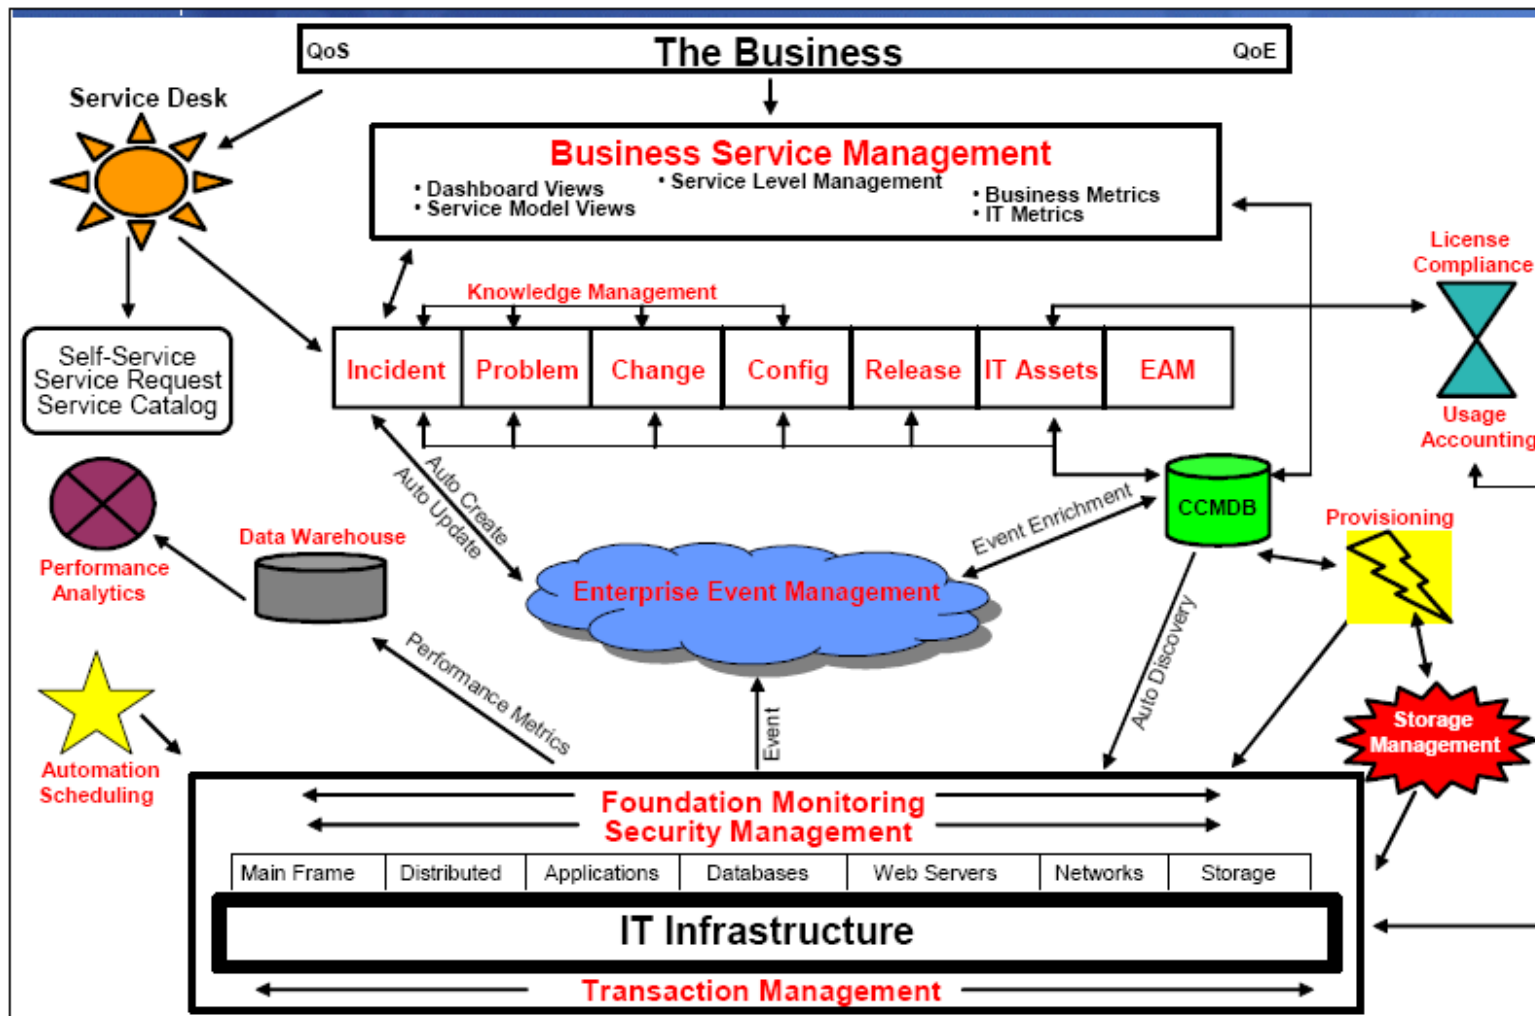 QoS The Business QoE
Service Desk
Business Service Management
• Dashboard Views
• Service Model Views
• Service Level Management
• Business Metrics
• IT Metrics
License
Compliance
Knowledge Management
Self-Service
Service Request
Service Catalog
Incident Problem Change Config Release IT Assets EAM
Usage
Accounting
Auto Create
Auto Update
Event Enrichment
CCMDB
Provisioning
Data Warehouse
Performance
Analytics
Enterprise Event Management
Performance Metrics
Event
Auto Discovery
Storage
Management
Automation
Scheduling
Foundation Monitoring
Security Management
Main Frame Distributed Applications Databases Web Servers Networks Storage
IT Infrastructure
Transaction Management